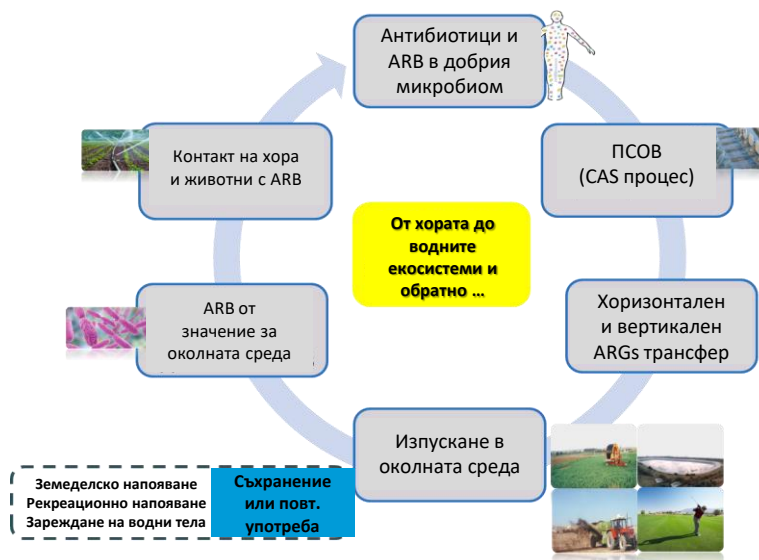 Антибиотици и
ARB в добрия
микробиом
ПСОВ
(CAS процес)
Хоризонтален
и вертикален
ARGs трансфер
Изпускане в
околната среда
ARB от
значение за
околната среда
Контакт на хора
и животни с ARB
От хората до
водните
екосистеми и
обратно ...
Земеделско напояване
Рекреационно напояване
Зареждане на водни тела
Съхранение
или повт.
употреба